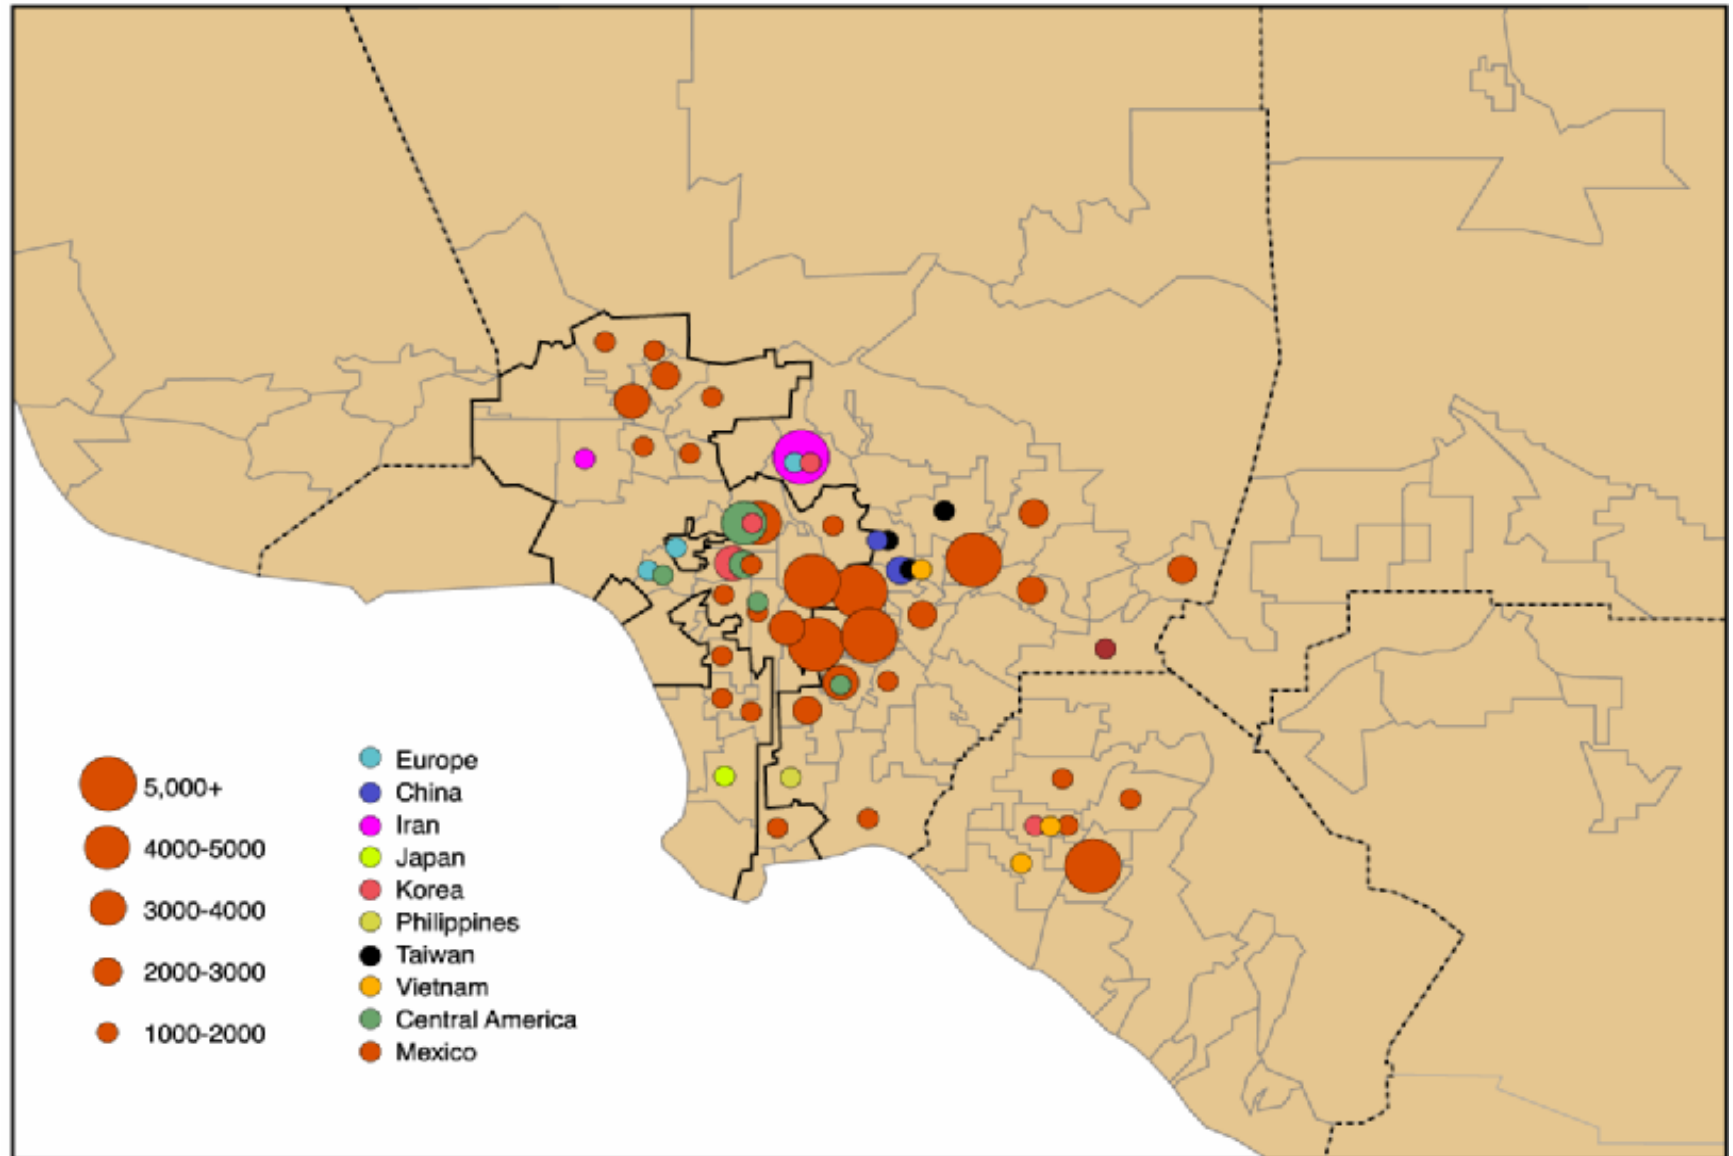 5,000+
4000-5000
3000-4000
2000-3000
1000-2000
Europe
China
Iran
Japan
Korea
Philippines
Taiwan
Vietnam
Central America
Mexico